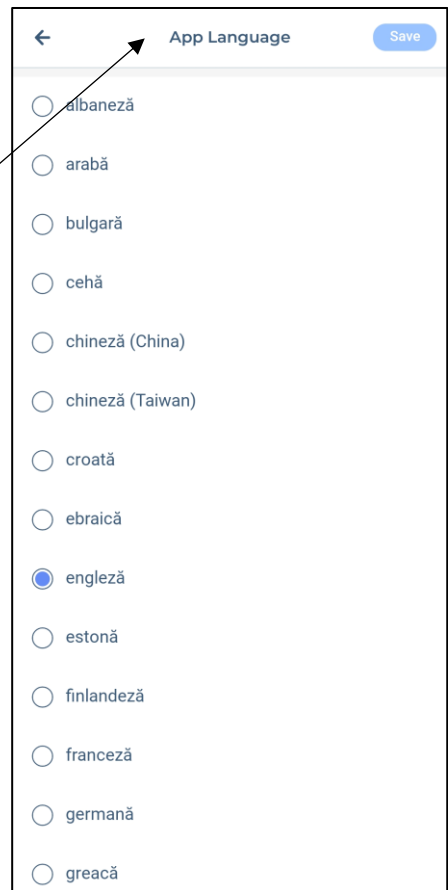 App Language
Save
albaneză
arabă
bulgară
cehă
chineză (China)
chineză (Taiwan)
croată
ebraică
engleză
estonă
finlandeză
franceză
germană
greacă